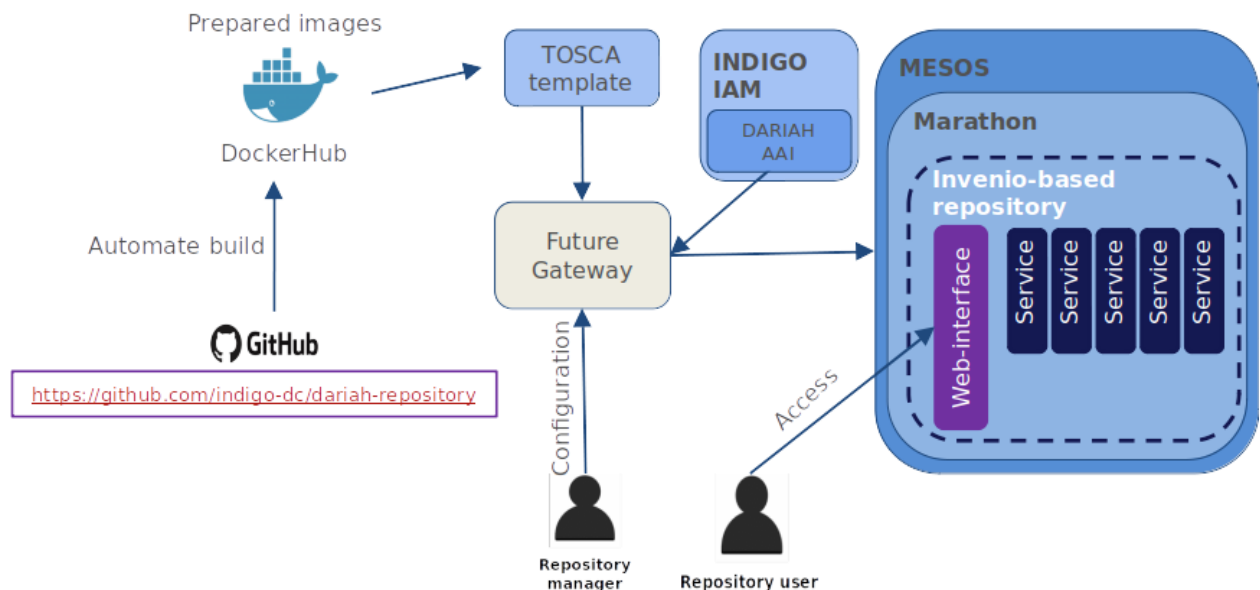 Prepared images
DockerHub
Automate build
GitHub
https://github.com/indigo-dc/dariah-repository
TOSCA
template
INDIGO
IAM
DARIAH
AAI
Future
Gateway
Configuration
Repository
manager
Access
Repository user
MESOS
Marathon
Invenio-based
repository
Web-interface
Service
Service
Service
Service
Service